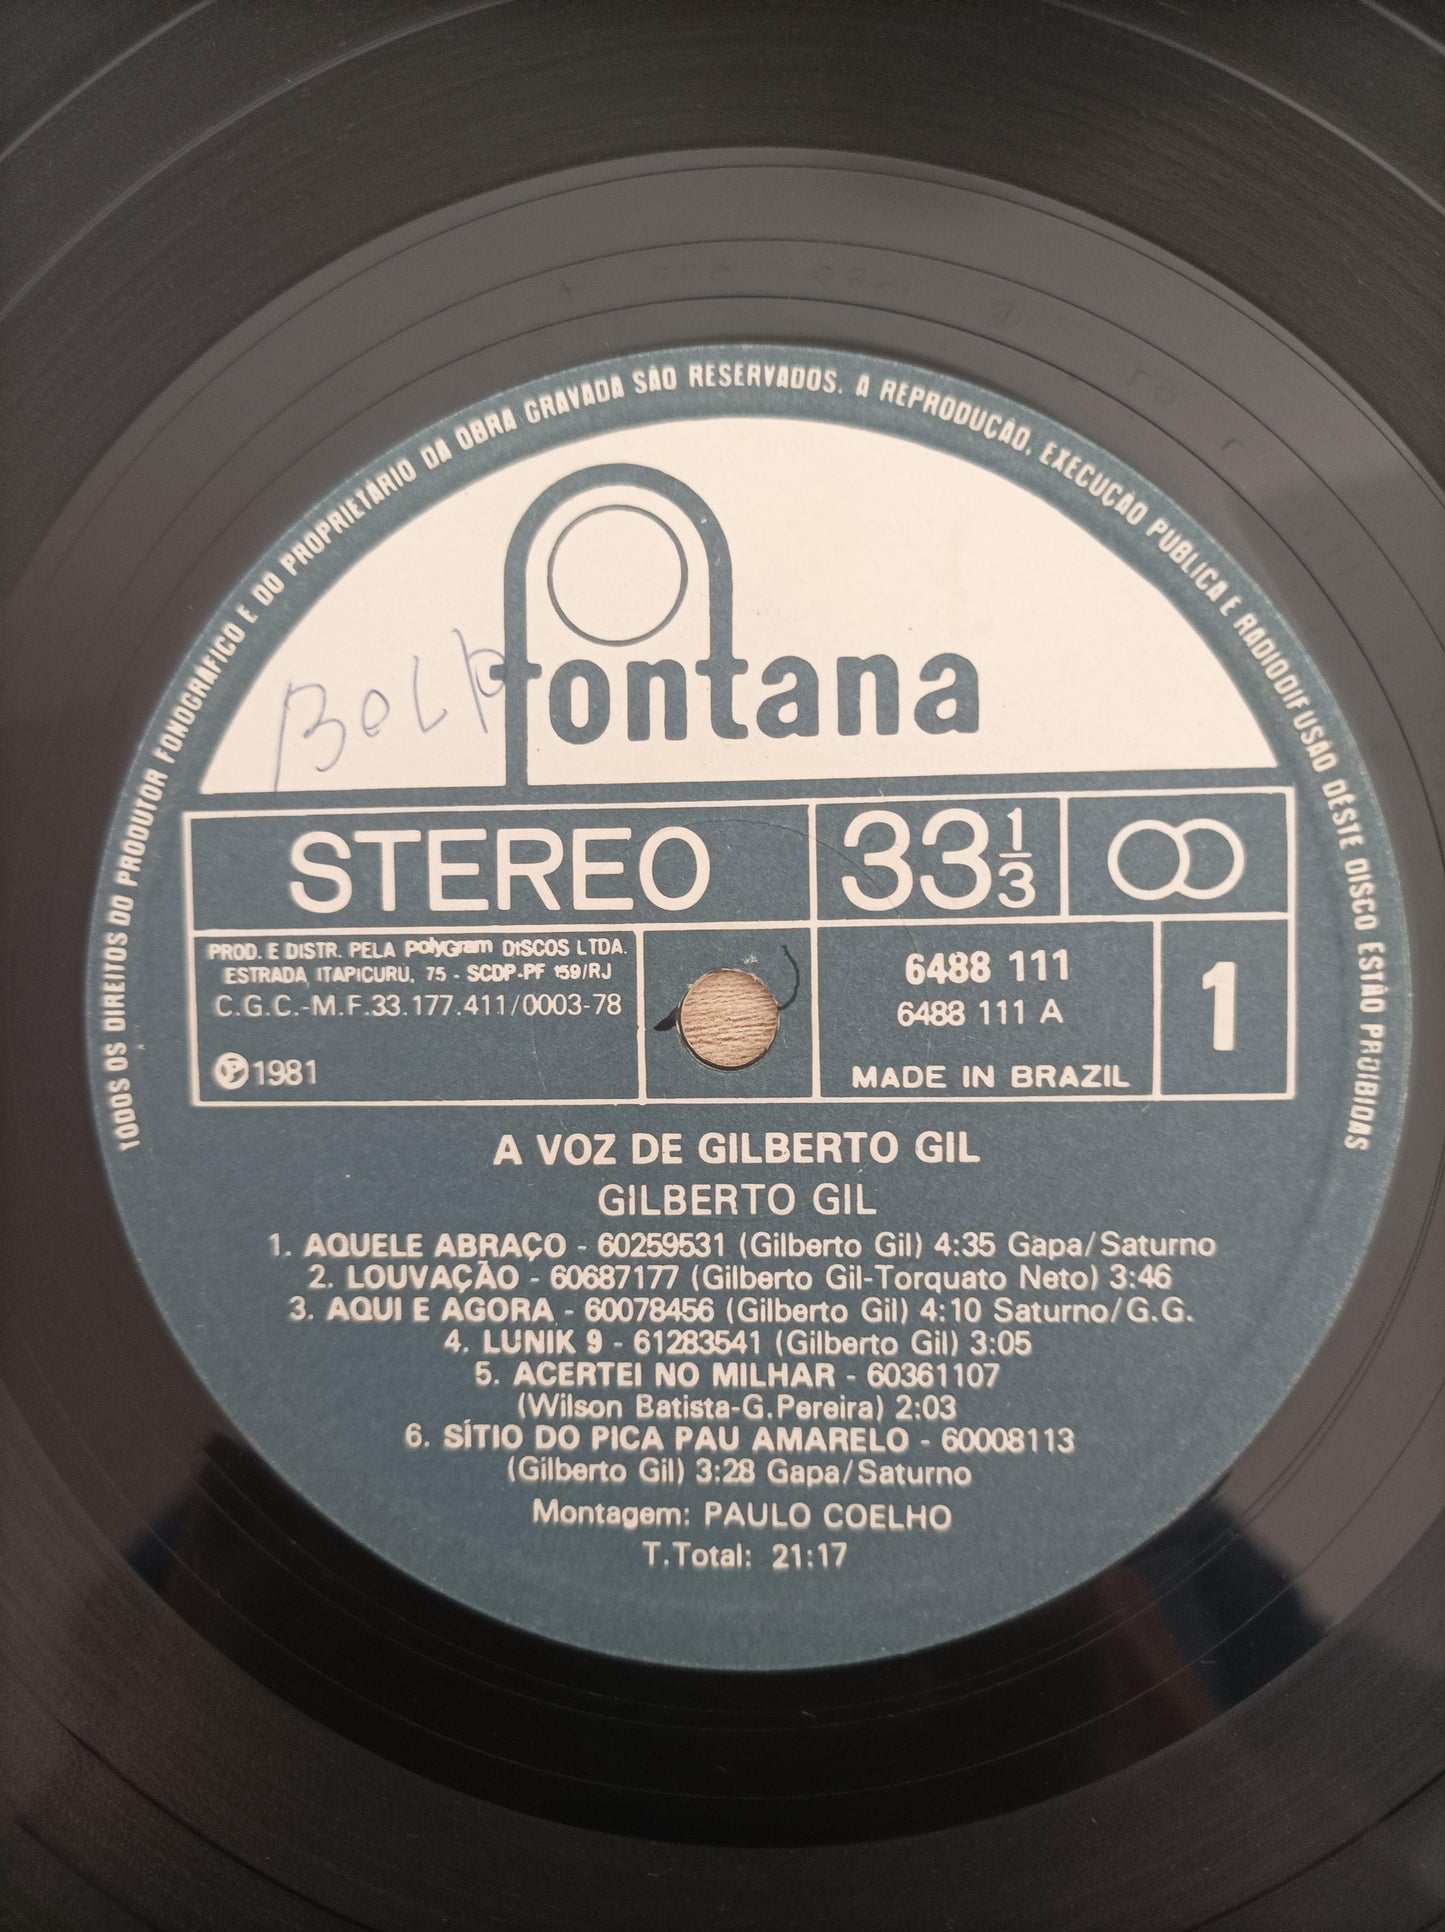 TODOS OS DIREITOS DO PRODUTOR FONOGRÁFICO E DO PROPRIETÁRIO DA OBRA GRAVADA SÃO RESERVADOS. A REPRODUÇÃO, EXECUÇÃO PÚBLICA E RADIODIFUSÃO DESTE DISCO ESTÃO PROIBIDAS
fontana
STEREO
33 1/3
PROD. E DISTR. PELA PolyGram DISCOS LTDA.
ESTRADA ITAPICURU, 75 - SCDP-PF 159/RJ
C.G.C.-M.F.33.177.411/0003-78
℗ 1981
6488 111
6488 111 A
MADE IN BRAZIL
1
A VOZ DE GILBERTO GIL
GILBERTO GIL
1. AQUELE ABRAÇO - 60259531 (Gilberto Gil) 4:35 Gapa/Saturno
2. LOUVAÇÃO - 60687177 (Gilberto Gil-Torquato Neto) 3:46
3. AQUI E AGORA - 60078456 (Gilberto Gil) 4:10 Saturno/G.G.
4. LUNIK 9 - 61283541 (Gilberto Gil) 3:05
5. ACERTEI NO MILHAR - 60361107
(Wilson Batista-G.Pereira) 2:03
6. SÍTIO DO PICA PAU AMARELO - 60008113
(Gilberto Gil) 3:28 Gapa/Saturno
Montagem: PAULO COELHO
T.Total: 21:17